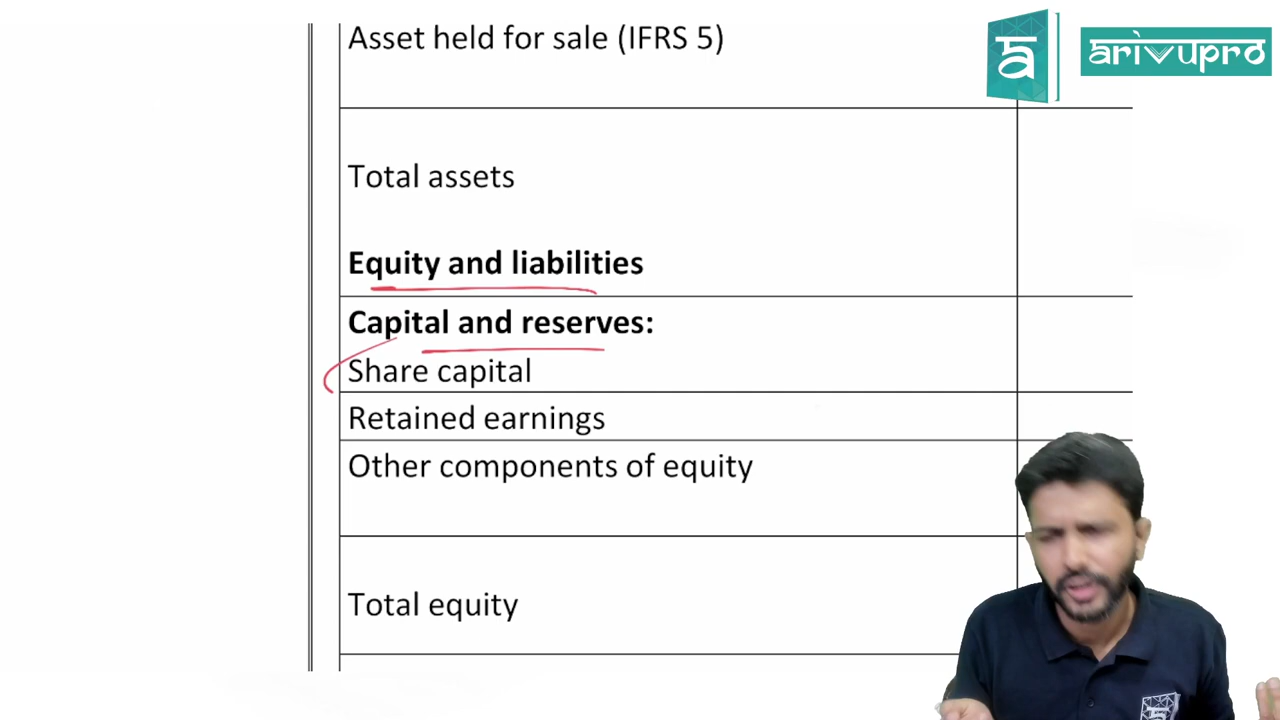 Asset held for sale (IFRS 5)
arivupro
Total assets
Equity and liabilities
Capital and reserves:
Share capital
Retained earnings
Other components of equity
Total equity